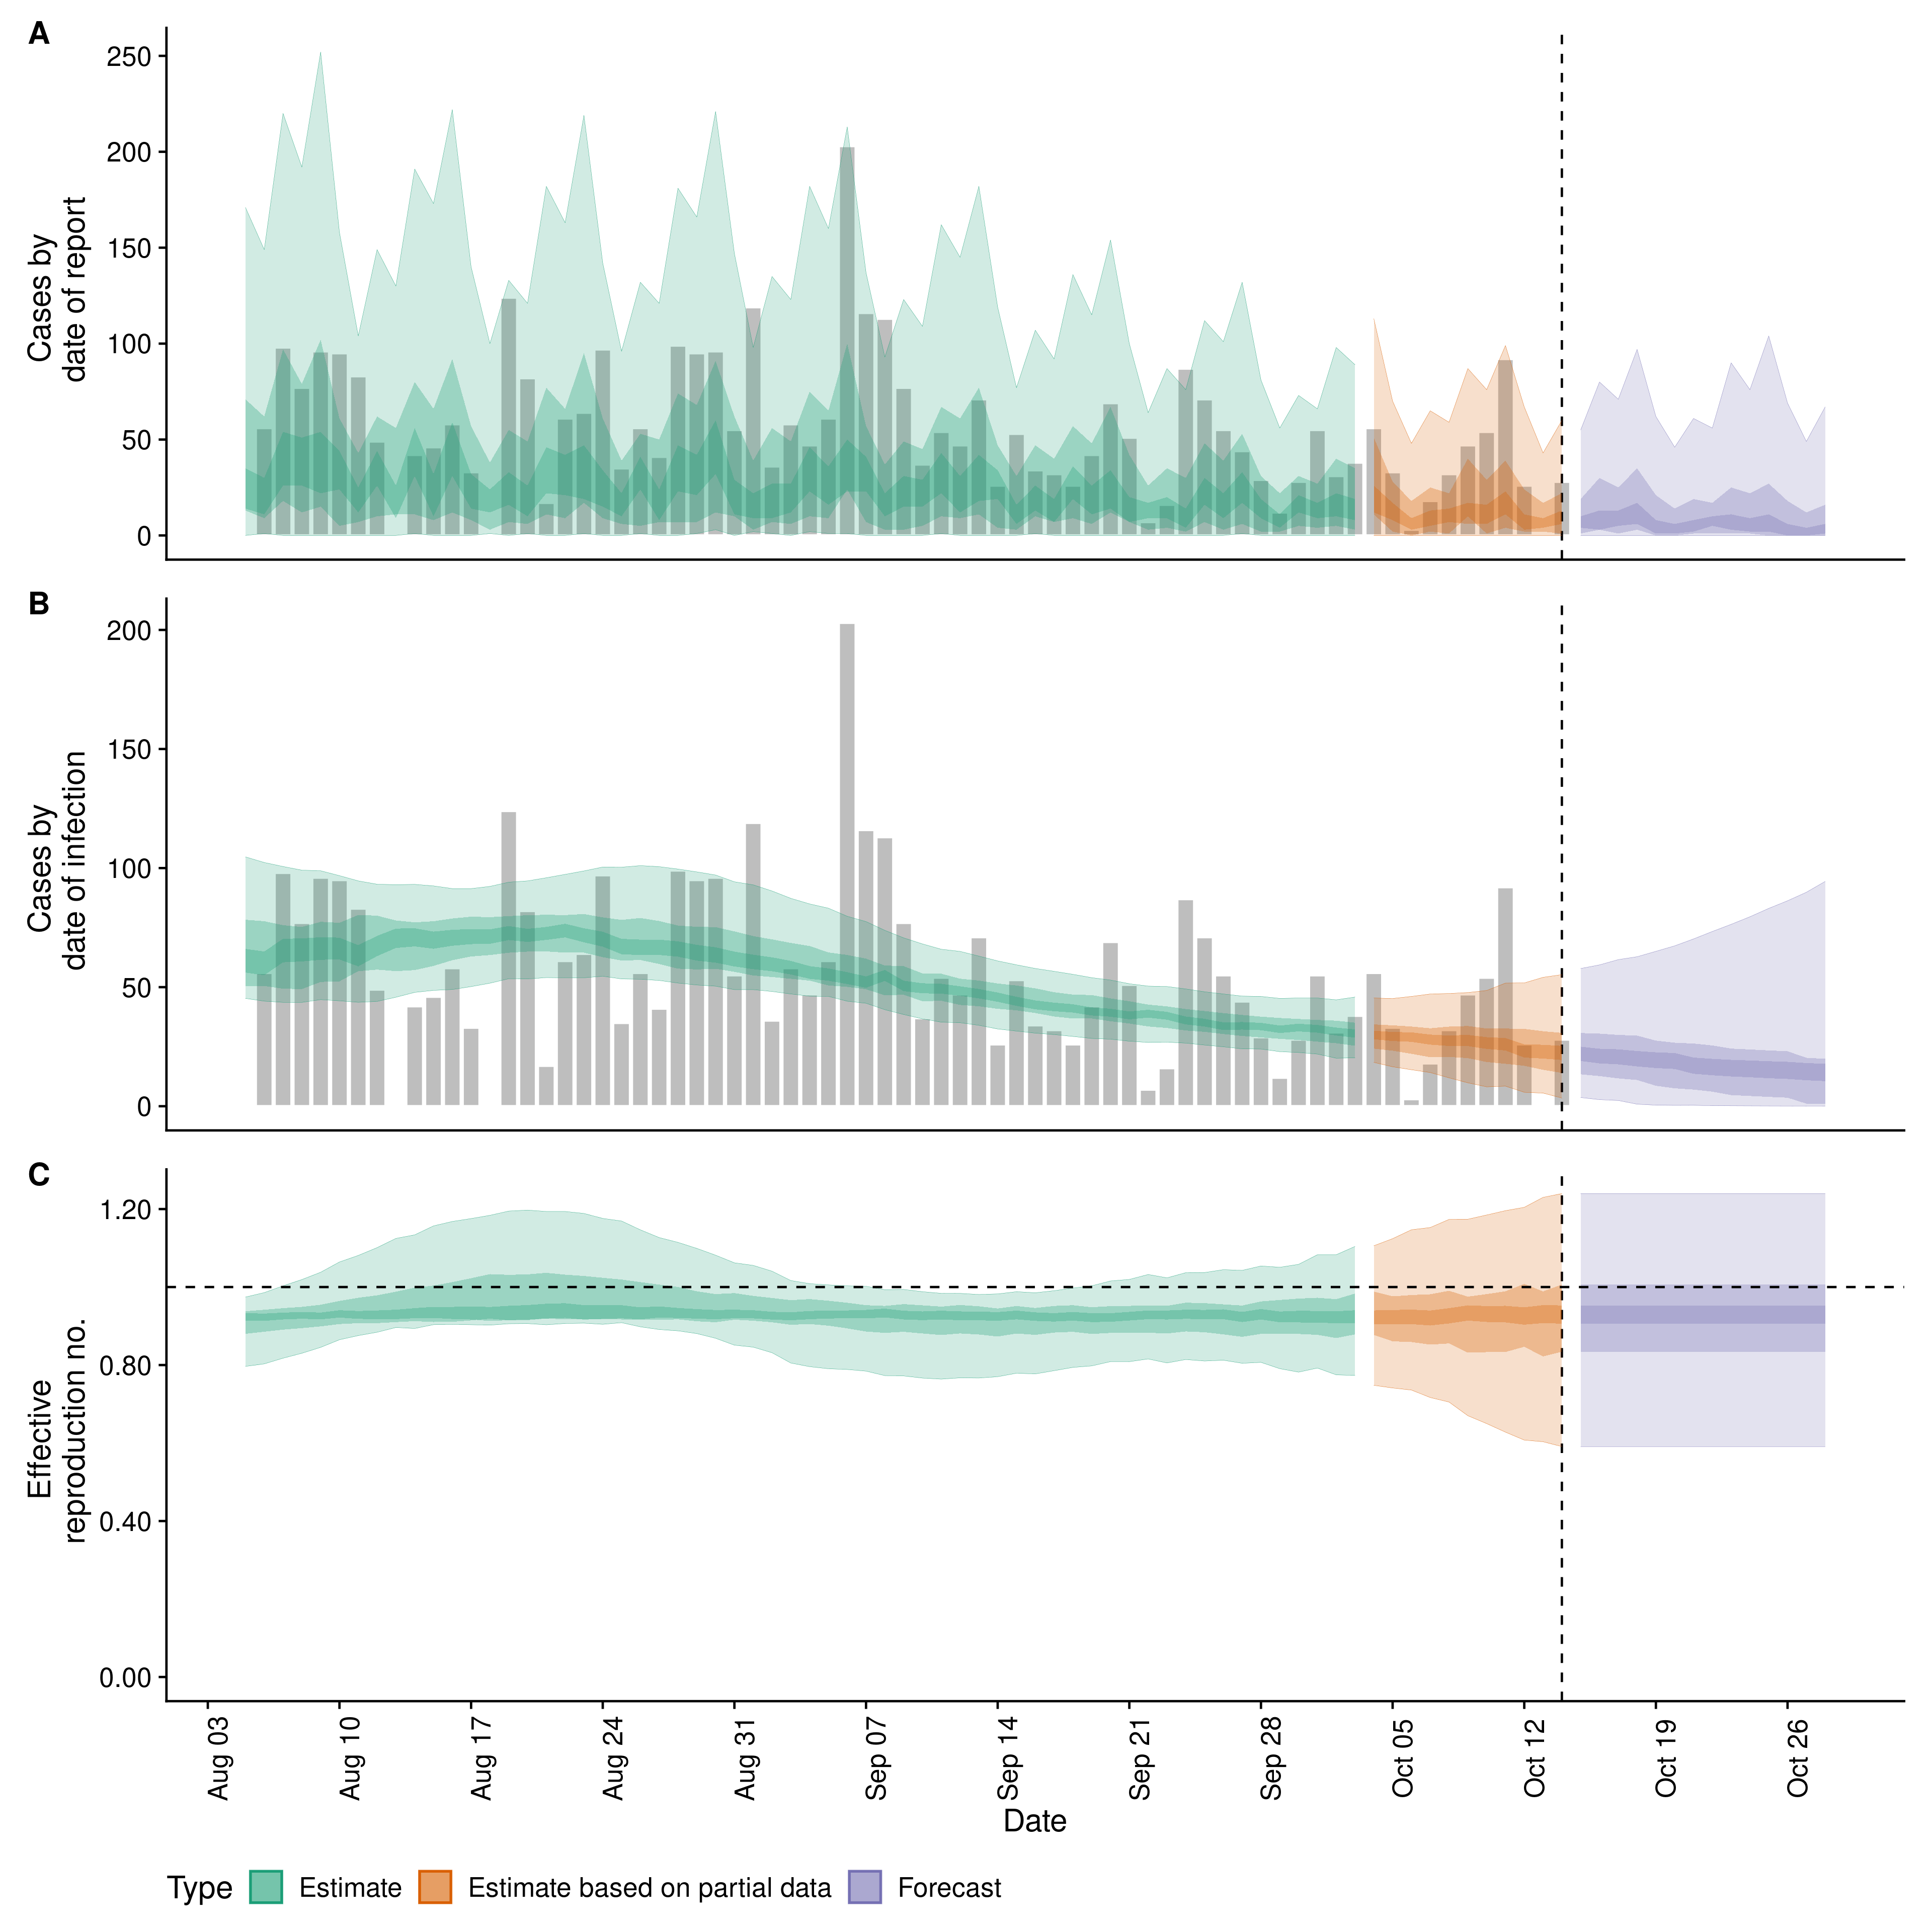 A
250
200
150
100
50
0
Cases by
date of report
B
200
150
100
50
0
Cases by
date of infection
C
1.20
0.80
0.40
0.00
Effective
reproduction no.
Aug 03
Aug 10
Aug 17
Aug 24
Aug 31
Sep 07
Sep 14
Sep 21
Sep 28
Oct 05
Oct 12
Oct 19
Oct 26
Date
Type Estimate Estimate based on partial data Forecast